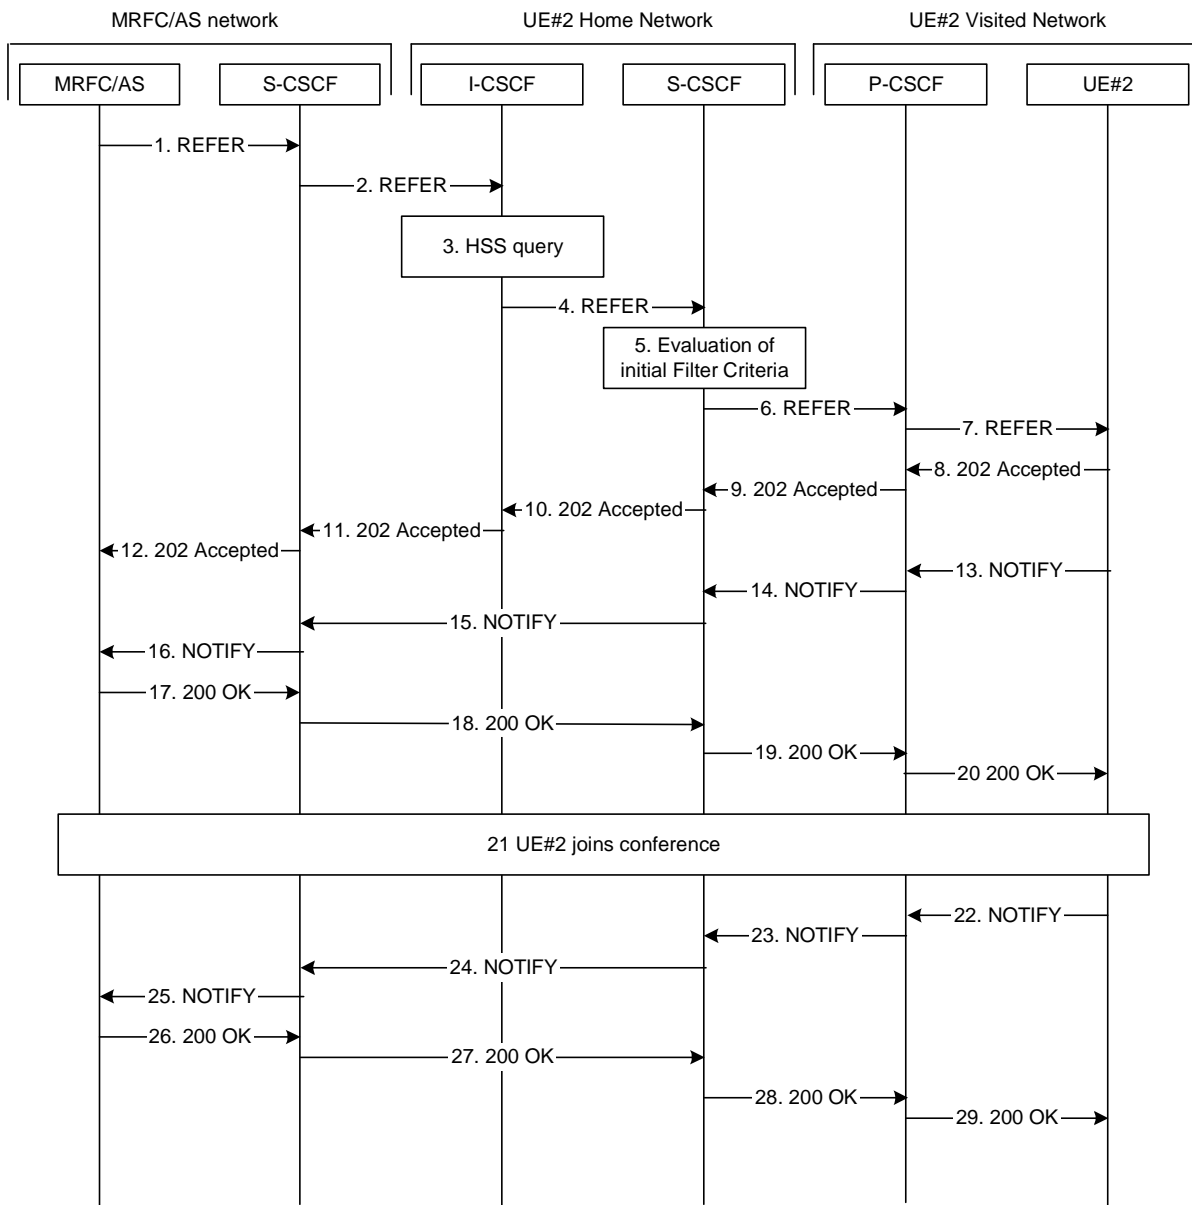 MRFC/AS network
UE#2 Home Network
UE#2 Visited Network
MRFC/AS
S-CSCF
I-CSCF
S-CSCF
P-CSCF
UE#2
1. REFER
2. REFER
3. HSS query
4. REFER
5. Evaluation of
initial Filter Criteria
6. REFER
7. REFER
8. 202 Accepted
9. 202 Accepted
10. 202 Accepted
11. 202 Accepted
12. 202 Accepted
13. NOTIFY
14. NOTIFY
15. NOTIFY
16. NOTIFY
17. 200 OK
18. 200 OK
19. 200 OK
20 200 OK
21 UE#2 joins conference
22. NOTIFY
23. NOTIFY
24. NOTIFY
25. NOTIFY
26. 200 OK
27. 200 OK
28. 200 OK
29. 200 OK